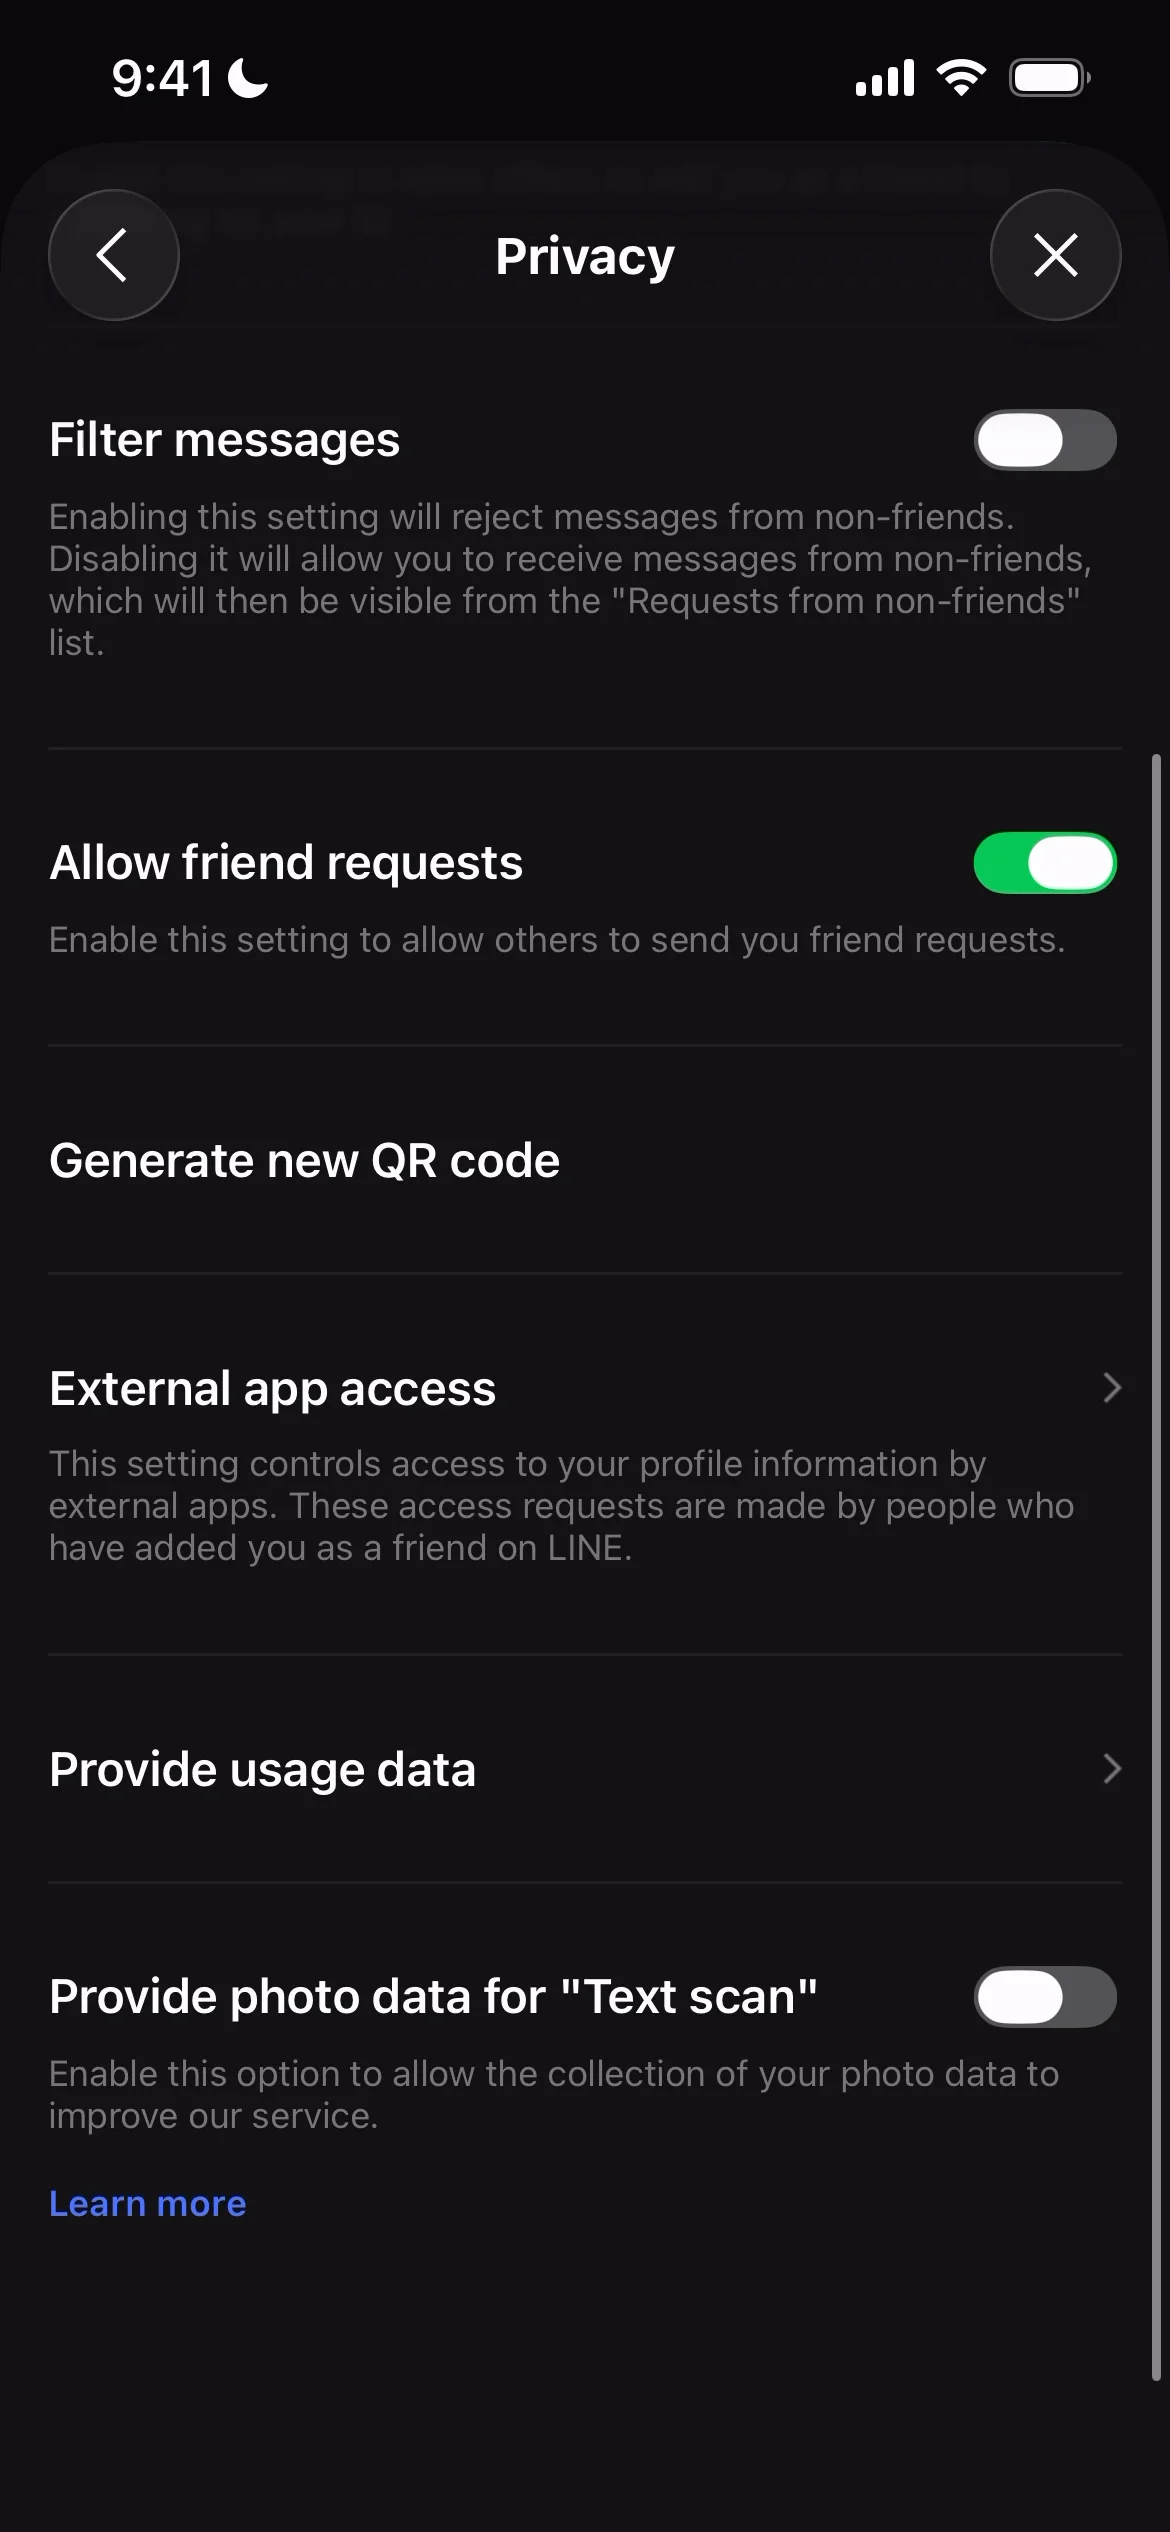 9:41
Privacy
Filter messages
Enabling this setting will reject messages from non-friends.
Disabling it will allow you to receive messages from non-friends,
which will then be visible from the "Requests from non-friends"
list.
Allow friend requests
Enable this setting to allow others to send you friend requests.
Generate new QR code
External app access
This setting controls access to your profile information by
external apps. These access requests are made by people who
have added you as a friend on LINE.
Provide usage data
Provide photo data for "Text scan"
Enable this option to allow the collection of your photo data to
improve our service.
Learn more